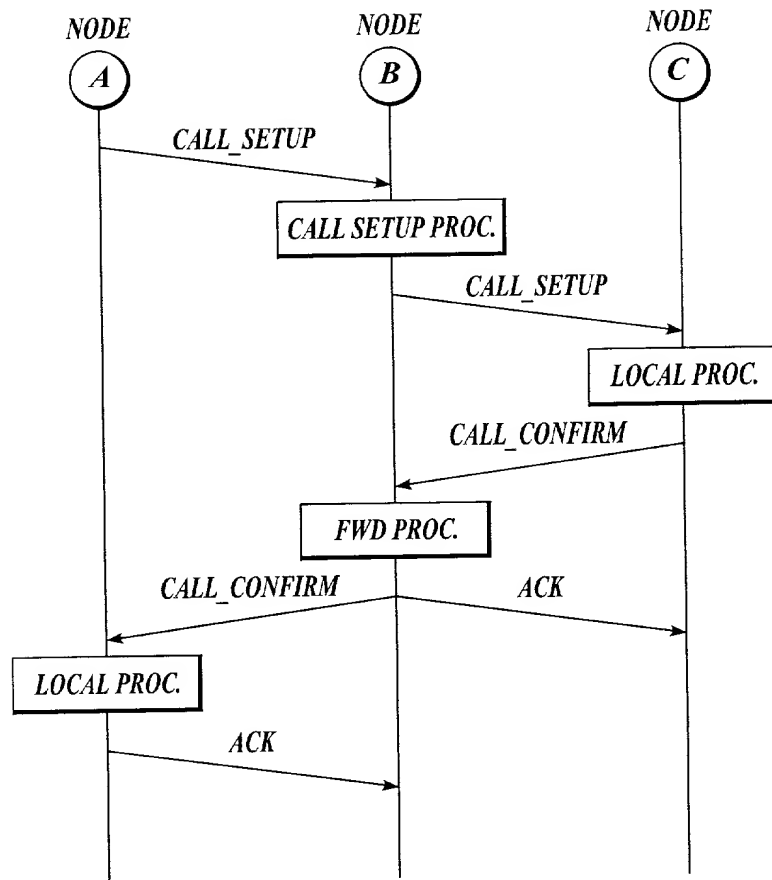 NODE
NODE
NODE
A
B
C
CALL_SETUP
CALL SETUP PROC.
CALL_SETUP
LOCAL PROC.
CALL_CONFIRM
FWD PROC.
CALL_CONFIRM
ACK
LOCAL PROC.
ACK